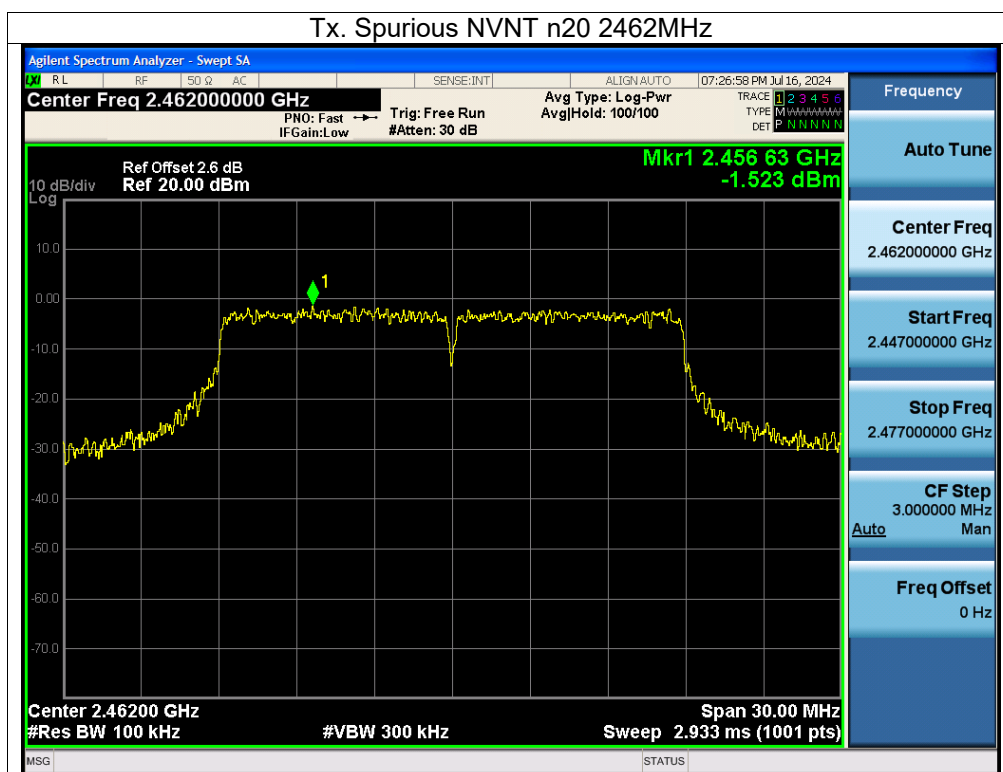 Tx. Spurious NVNT n20 2462MHz
Agilent Spectrum Analyzer - Swept SA
LXI RL RF 50 Ω AC SENSE:INT ALIGN AUTO 07:26:58 PM Jul 16, 2024
Center Freq 2.462000000 GHz
PNO: Fast
IFGain:Low
Trig: Free Run
#Atten: 30 dB
Avg Type: Log-Pwr
Avg|Hold: 100/100
TRACE 1 2 3 4 5 6
TYPE M
DET P N N N N N
Ref Offset 2.6 dB
10 dB/div Ref 20.00 dBm
Log
Mkr1 2.456 63 GHz
-1.523 dBm
1
10.0
0.00
-10.0
-20.0
-30.0
-40.0
-50.0
-60.0
-70.0
Center 2.46200 GHz Span 30.00 MHz
#Res BW 100 kHz #VBW 300 kHz Sweep 2.933 ms (1001 pts)
MSG STATUS
Frequency
Auto Tune
Center Freq
2.462000000 GHz
Start Freq
2.447000000 GHz
Stop Freq
2.477000000 GHz
CF Step
3.000000 MHz
Auto Man
Freq Offset
0 Hz